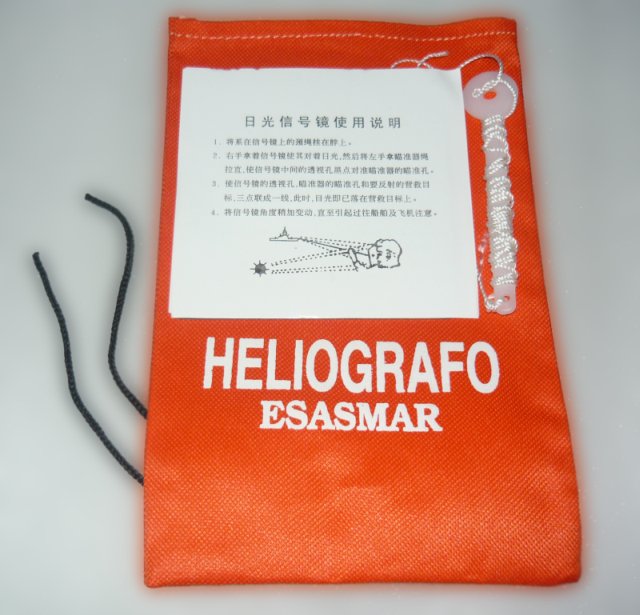 日光信号镜使用说明
1、将系在信号镜上的颈绳挂在脖上。
2、右手拿着信号镜使其对着日光,然后将左手拿瞄准器绳
拉直,使信号镜中间的透视孔黑点对准瞄准器的瞄准孔。
3、使信号镜的透视孔,瞄准器的瞄准孔和要反射的营救目
标,三点联成一线,此时,日光即已落在营救目标上。
4、将信号镜角度稍加变动,直至引起过往船舶及飞机注意。
HELIOGRAFO
ESASMAR